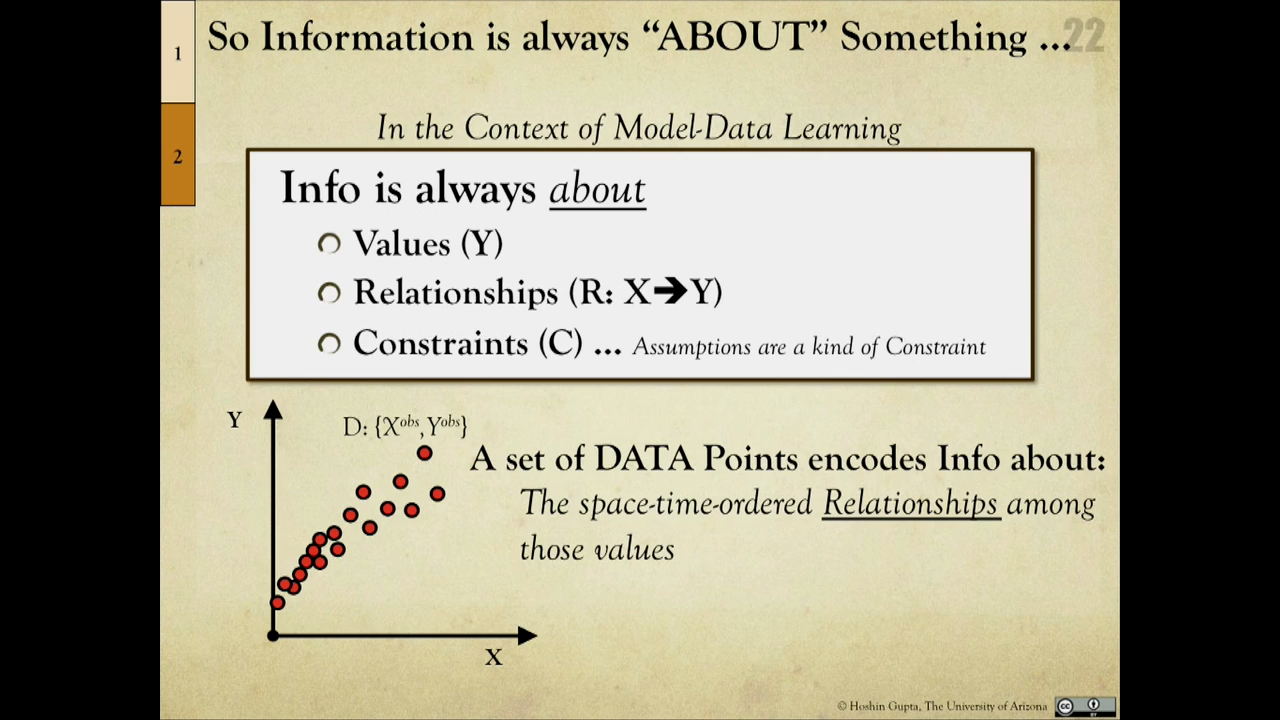 1
So Information is always “ABOUT” Something ...
22
2
In the Context of Model-Data Learning
Info is always about
Values (Y)
Relationships (R: X➔Y)
Constraints (C) ... Assumptions are a kind of Constraint
Y
D: {Xobs,Yobs}
A set of DATA Points encodes Info about:
The space-time-ordered Relationships among
those values
X
© Hoshin Gupta, The University of Arizona
cc
BY